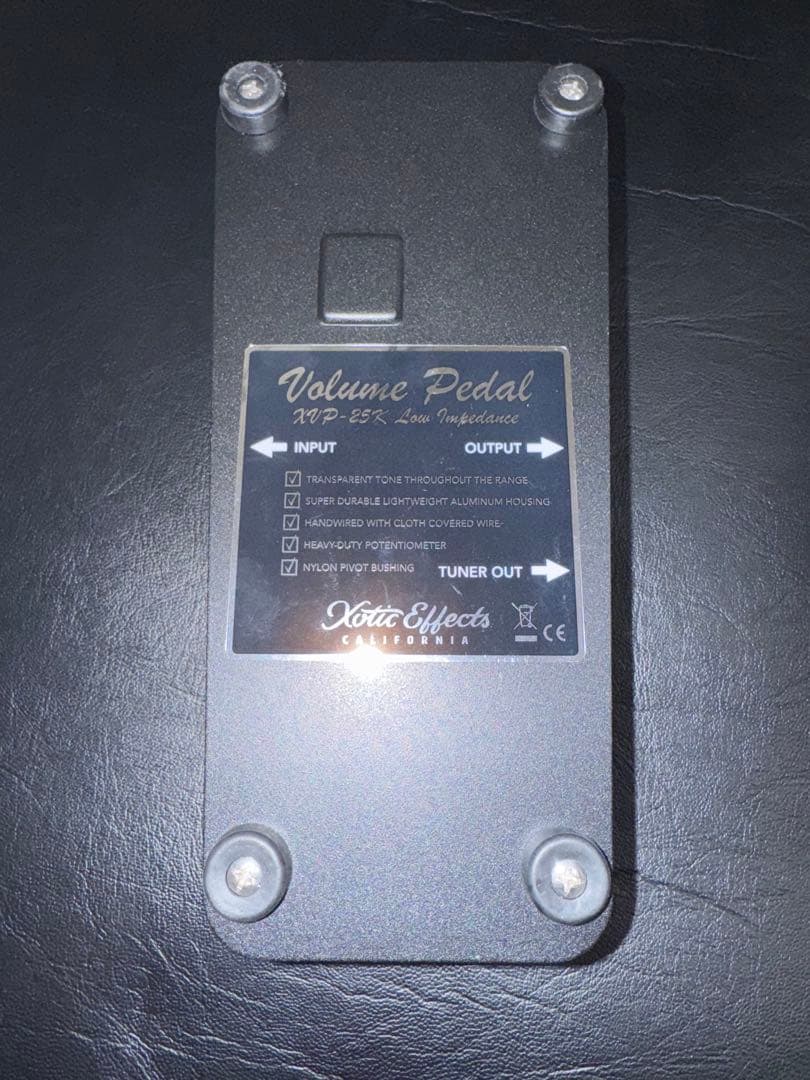 Volume Pedal
XVP-25K Low Impedance
INPUT OUTPUT
TRANSPARENT TONE THROUGHOUT THE RANGE
SUPER DURABLE LIGHTWEIGHT ALUMINUM HOUSING
HANDWIRED WITH CLOTH COVERED WIRE
HEAVY-DUTY POTENTIOMETER
NYLON PIVOT BUSHING TUNER OUT
Xotic Effects
CALIFORNIA CE